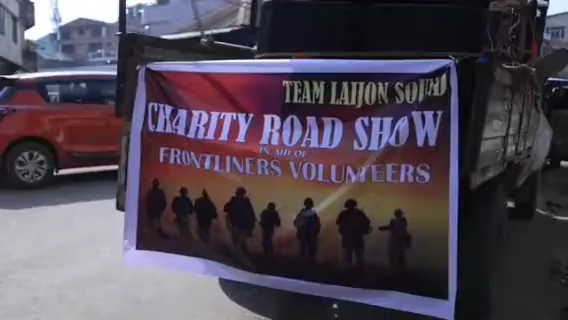 TEAM LAIJON SOUND
CHARITY ROAD SHOW
IN AID OF
FRONTLINERS VOLUNTEERS